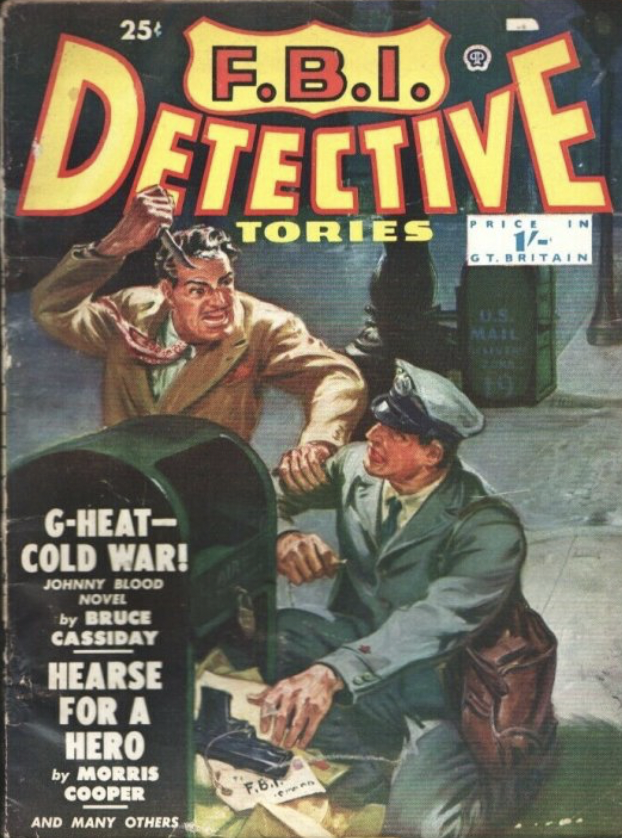 25¢
F.B.I.
DETECTIVE
TORIES
PRICE IN
1/-
GT. BRITAIN
U.S.
MAIL
19
G-HEAT—
COLD WAR!
JOHNNY BLOOD
NOVEL
by BRUCE
CASSIDAY
HEARSE
FOR A
HERO
by MORRIS
COOPER
AND MANY OTHERS
F.B.I.